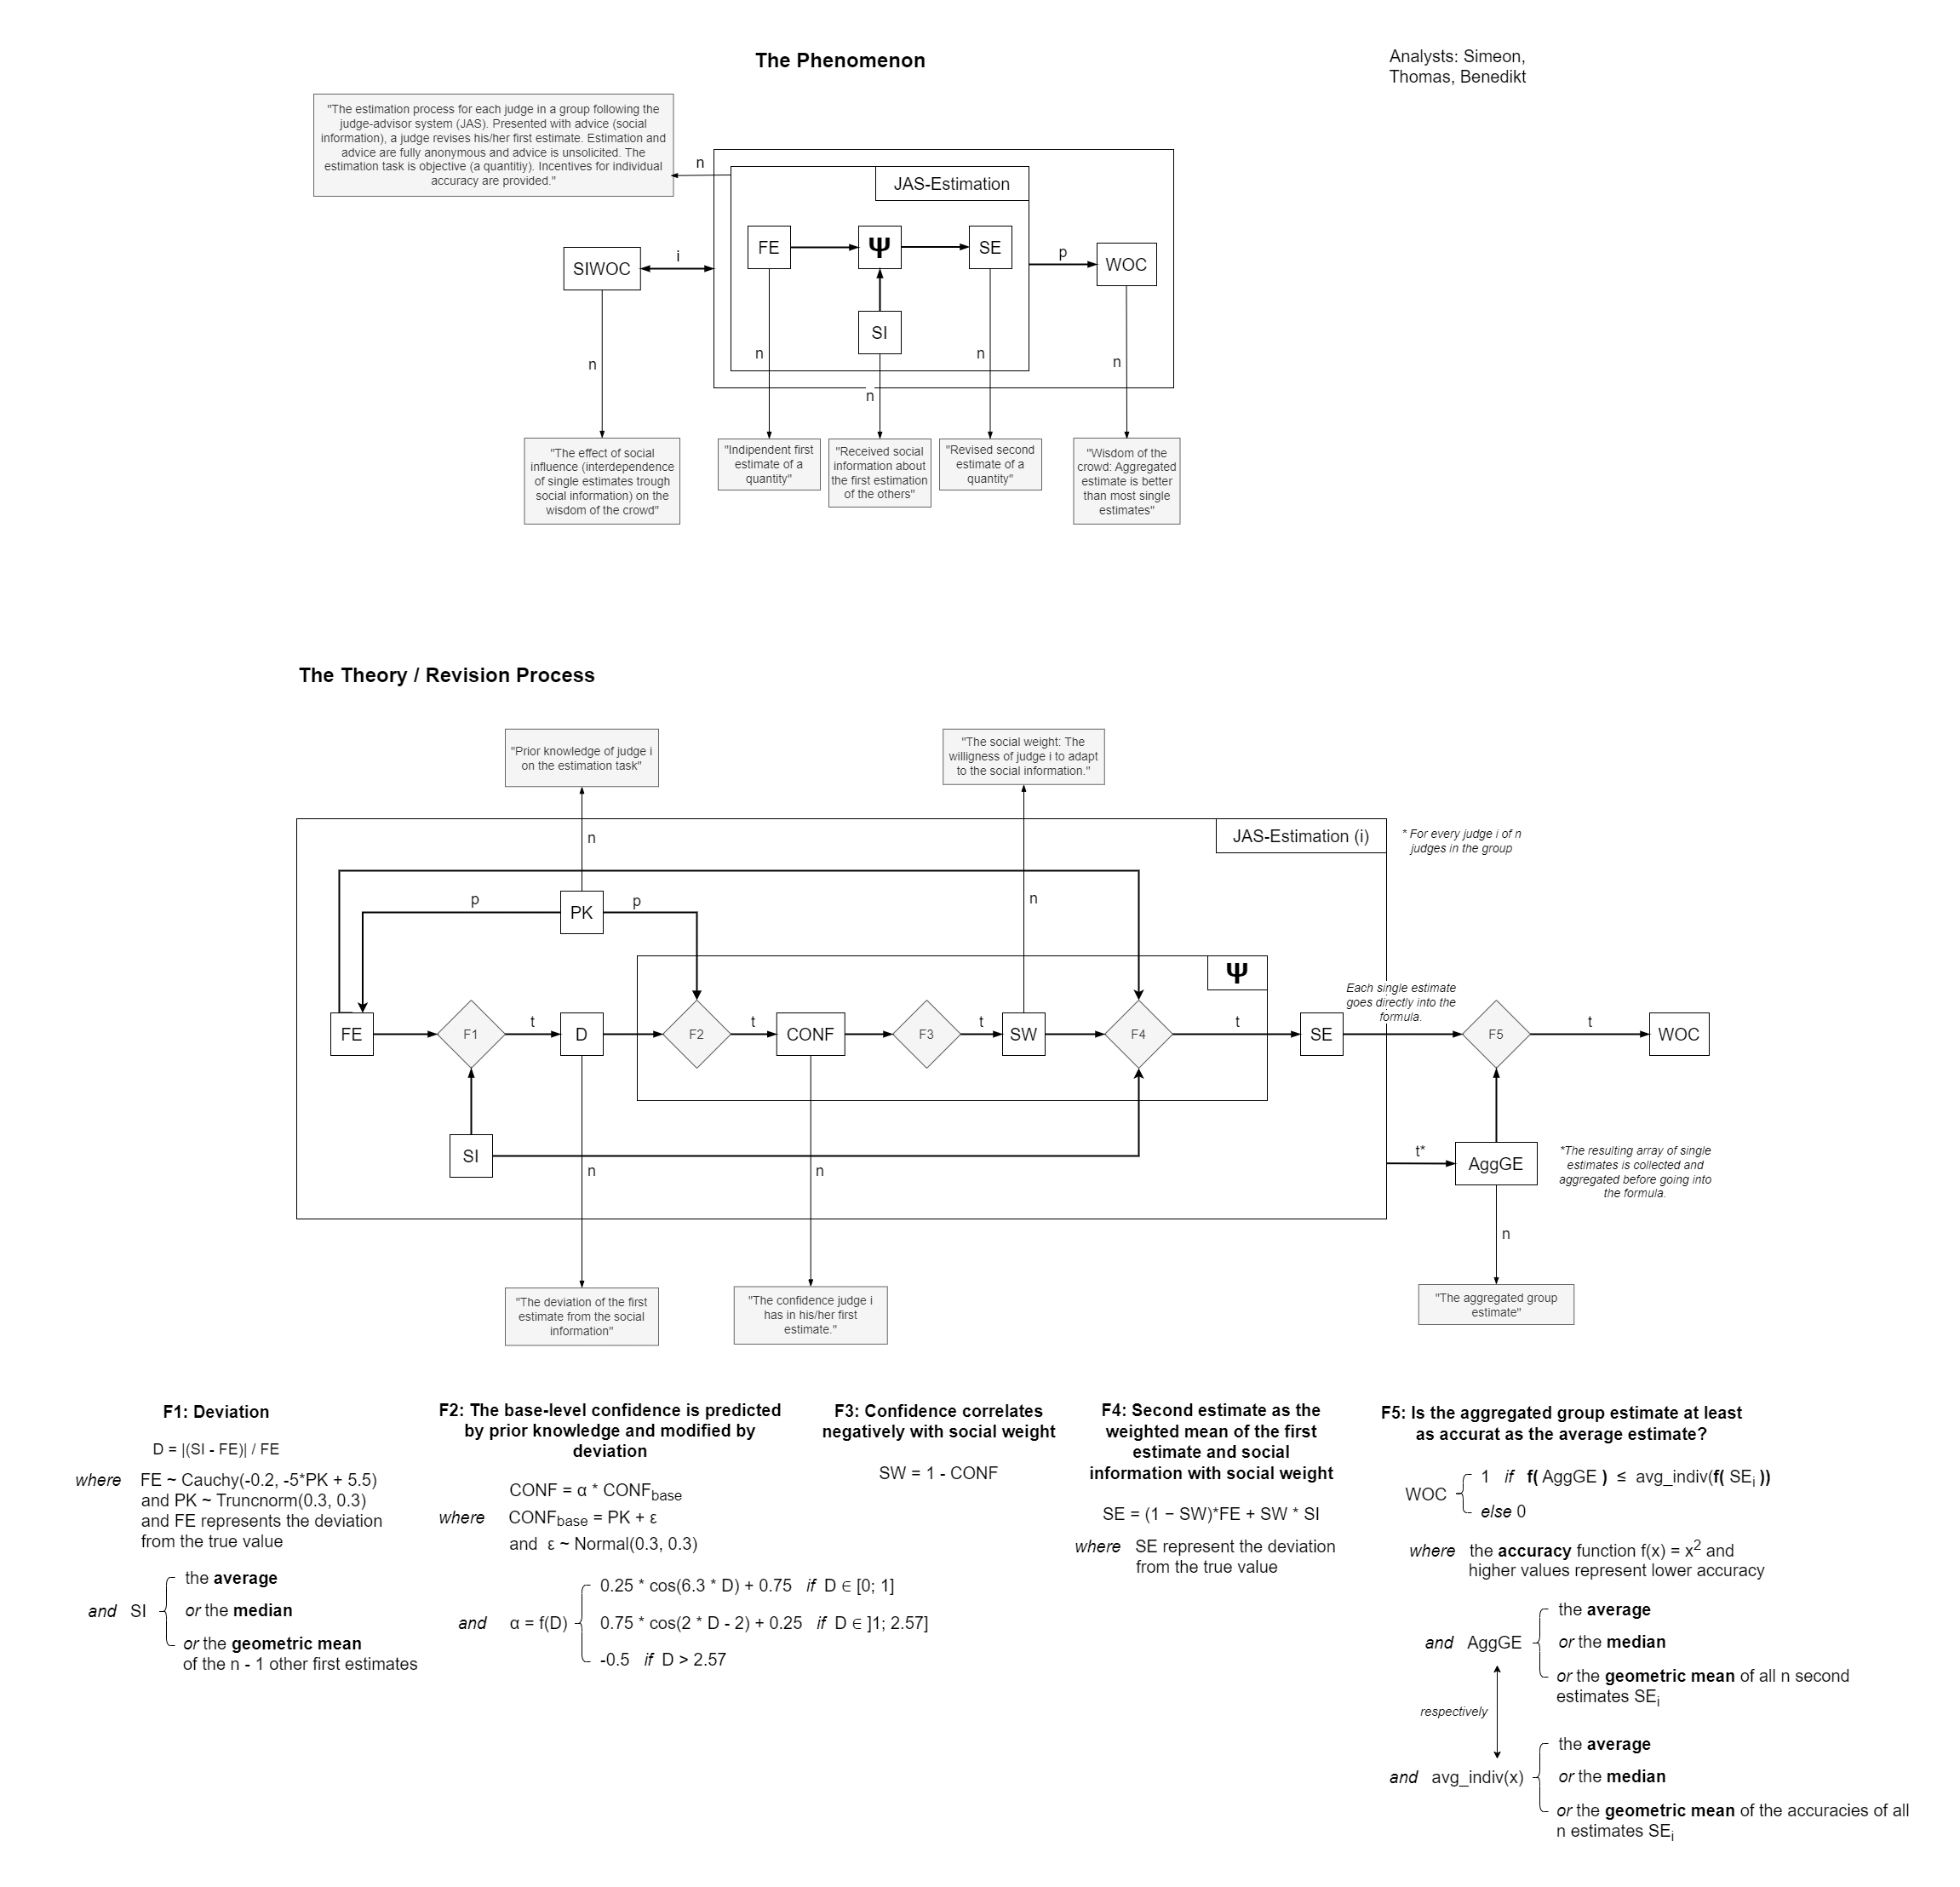 The Phenomenon
Analysts: Simeon,
Thomas, Benedikt
"The estimation process for each judge in a group following the
judge-advisor system (JAS). Presented with advice (social
information), a judge revises his/her first estimate. Estimation and
advice are fully anonymous and advice is unsolicited. The
estimation task is objective (a quantitiy). Incentives for individual
accuracy are provided."
n
JAS-Estimation
FE
Ψ
SE
SIWOC
i
p
WOC
SI
n
n
n
n
n
"The effect of social
influence (interdependence
of single estimates trough
social information) on the
wisdom of the crowd"
"Indipendent first
estimate of a
quantity"
"Received social
information about
the first estimation
of the others"
"Revised second
estimate of a
quantity"
"Wisdom of the
crowd: Aggregated
estimate is better
than most single
estimates"
The Theory / Revision Process
"Prior knowledge of judge i
on the estimation task"
"The social weight: The
willigness of judge i to adapt
to the social information."
JAS-Estimation (i)
* For every judge i of n
judges in the group
n
p
PK
p
n
Ψ
Each single estimate
goes directly into the
formula.
FE
F1
t
D
F2
t
CONF
F3
t
SW
F4
t
SE
F5
t
WOC
SI
n
n
t*
AggGE
*The resulting array of single
estimates is collected and
aggregated before going into
the formula.
n
"The deviation of the first
estimate from the social
information"
"The confidence judge i
has in his/her first
estimate."
"The aggregated group
estimate"
F1: Deviation
D = |(SI - FE)| / FE
where FE ~ Cauchy(-0.2, -5*PK + 5.5)
and PK ~ Truncnorm(0.3, 0.3)
and FE represents the deviation
from the true value
and SI
the average
or the median
or the geometric mean
of the n - 1 other first estimates
F2: The base-level confidence is predicted
by prior knowledge and modified by
deviation
CONF = α * CONFbase
where CONFbase = PK + ε
and ε ~ Normal(0.3, 0.3)
and α = f(D)
0.25 * cos(6.3 * D) + 0.75 if D ∈ [0; 1]
0.75 * cos(2 * D - 2) + 0.25 if D ∈ ]1; 2.57]
-0.5 if D > 2.57
F3: Confidence correlates
negatively with social weight
SW = 1 - CONF
F4: Second estimate as the
weighted mean of the first
estimate and social
information with social weight
SE = (1 − SW)*FE + SW * SI
where SE represent the deviation
from the true value
F5: Is the aggregated group estimate at least
as accurat as the average estimate?
WOC
1 if f( AggGE ) ≤ avg_indiv(f( SEi ))
else 0
where the accuracy function f(x) = x² and
higher values represent lower accuracy
and AggGE
the average
or the median
or the geometric mean of all n second
estimates SEi
respectively
and avg_indiv(x)
the average
or the median
or the geometric mean of the accuracies of all
n estimates SEi